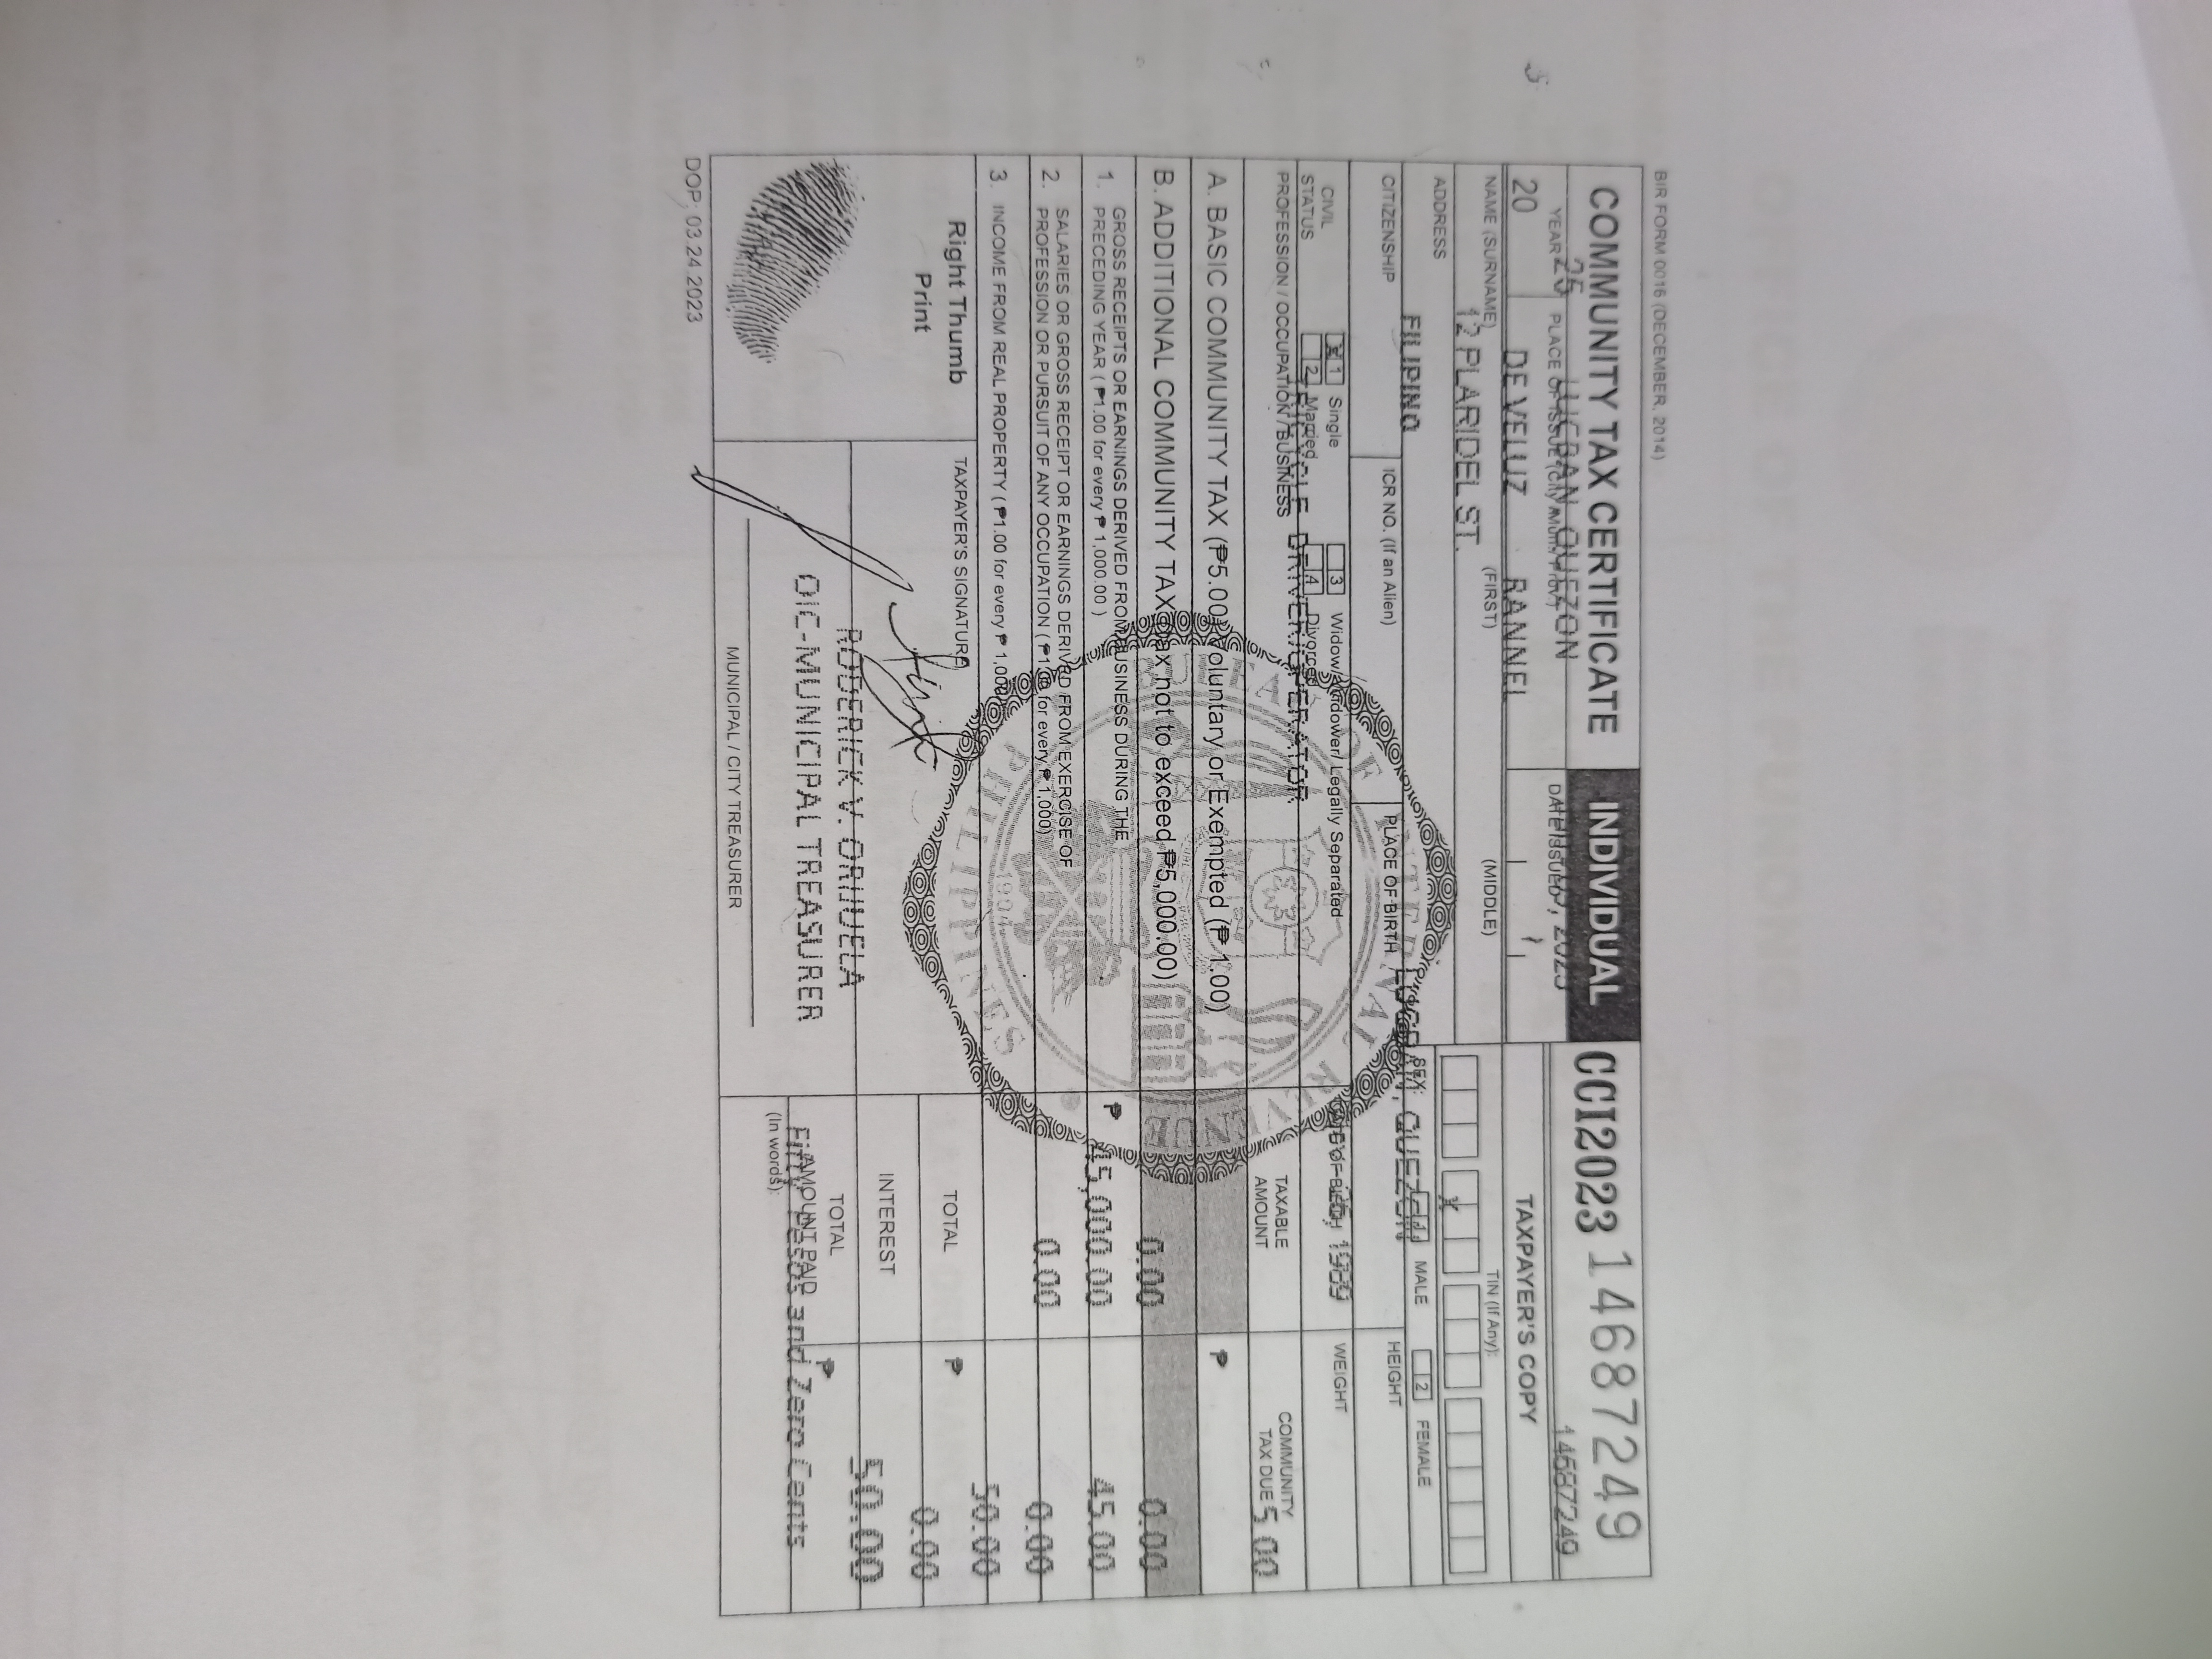 OFFICE OF THE PUNONG BARANGAY
BIR FORM 0016 (DECEMBER, 2014)
COMMUNITY TAX CERTIFICATE
INDIVIDUAL
CCI2023 14687249
14687249
25 LUCBAN, QUEZON
YEAR PLACE OF ISSUE (City /Mun./ Prov.) DATE ISSUED
20
TAXPAYER'S COPY
DE VELUZ RANNEL
NAME (SURNAME) (FIRST) (MIDDLE)
TIN (If Any):
12 PLARIDEL ST.
ADDRESS
X
SEX: 1 MALE 2 FEMALE
FILIPINO LUCBAN, QUEZON
CITIZENSHIP ICR NO. (If an Alien) PLACE OF BIRTH HEIGHT
CIVIL STATUS
X 1 Single 3 Widow/Widower/ Legally Separated
2 Married 4 Divorced
DATE OF BIRTH 1989
WEIGHT
TRICYCLE DRIVER/OPERATOR
PROFESSION / OCCUPATION / BUSINESS
TAXABLE AMOUNT
COMMUNITY TAX DUE 5.00
A. BASIC COMMUNITY TAX (₱5.00) Voluntary or Exempted (₱ 1.00) ₱
B. ADDITIONAL COMMUNITY TAX (tax not to exceed ₱5,000.00)
0.00 0.00
1. GROSS RECEIPTS OR EARNINGS DERIVED FROM BUSINESS DURING THE
PRECEDING YEAR ( ₱1.00 for every ₱ 1,000.00 )
₱ 45,000.00 45.00
2. SALARIES OR GROSS RECEIPT OR EARNINGS DERIVED FROM EXERCISE OF
PROFESSION OR PURSUIT OF ANY OCCUPATION ( ₱1.00 for every ₱ 1,000)
0.00 0.00
3. INCOME FROM REAL PROPERTY ( ₱1.00 for every ₱ 1,000)
50.00
Right Thumb
Print
TAXPAYER'S SIGNATURE
TOTAL ₱
0.00
INTEREST
50.00
RODERICK V. ORIJUELA
OIC-MUNICIPAL TREASURER
TOTAL
AMOUNT PAID ₱
Fifty Pesos and Zero Cents
(In words):
MUNICIPAL / CITY TREASURER
DOP: 03.24.2023
BUREAU OF INTERNAL REVENUE
PHILIPPINES
1904